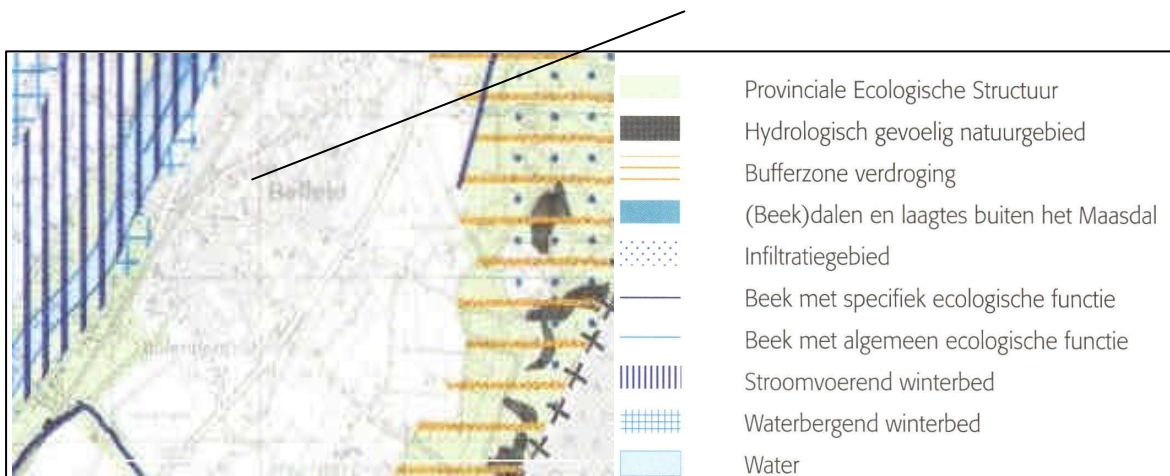 Belfeld
Provinciale Ecologische Structuur
Hydrologisch gevoelig natuurgebied
Bufferzone verdroging
(Beek)dalen en laagtes buiten het Maasdal
Infiltratiegebied
Beek met specifiek ecologische functie
Beek met algemeen ecologische functie
Stroomvoerend winterbed
Waterbergend winterbed
Water